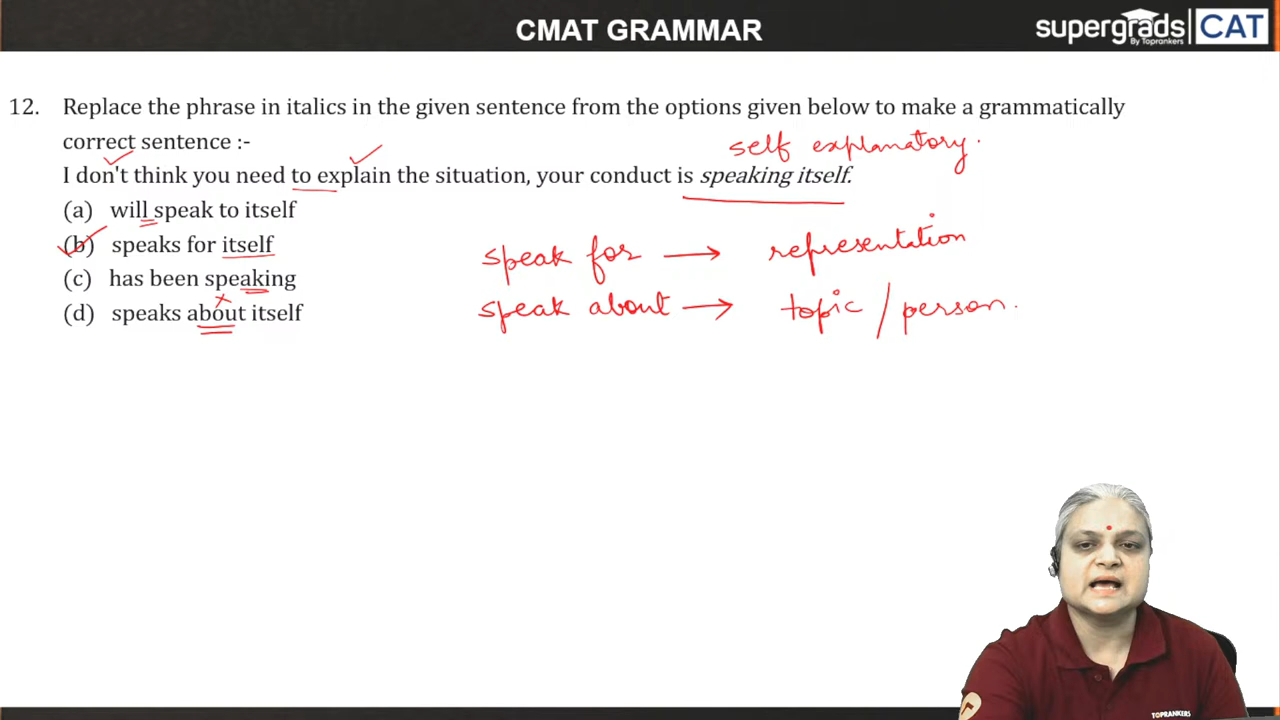 CMAT GRAMMAR
supergrads CAT
By Toprankers
12. Replace the phrase in italics in the given sentence from the options given below to make a grammatically
correct sentence :-
self explanatory.
I don't think you need to explain the situation, your conduct is speaking itself.
(a) will speak to itself
(b) speaks for itself
speak for → representation
(c) has been speaking
(d) speaks about itself
speak about → topic / person.
TOPRANKERS